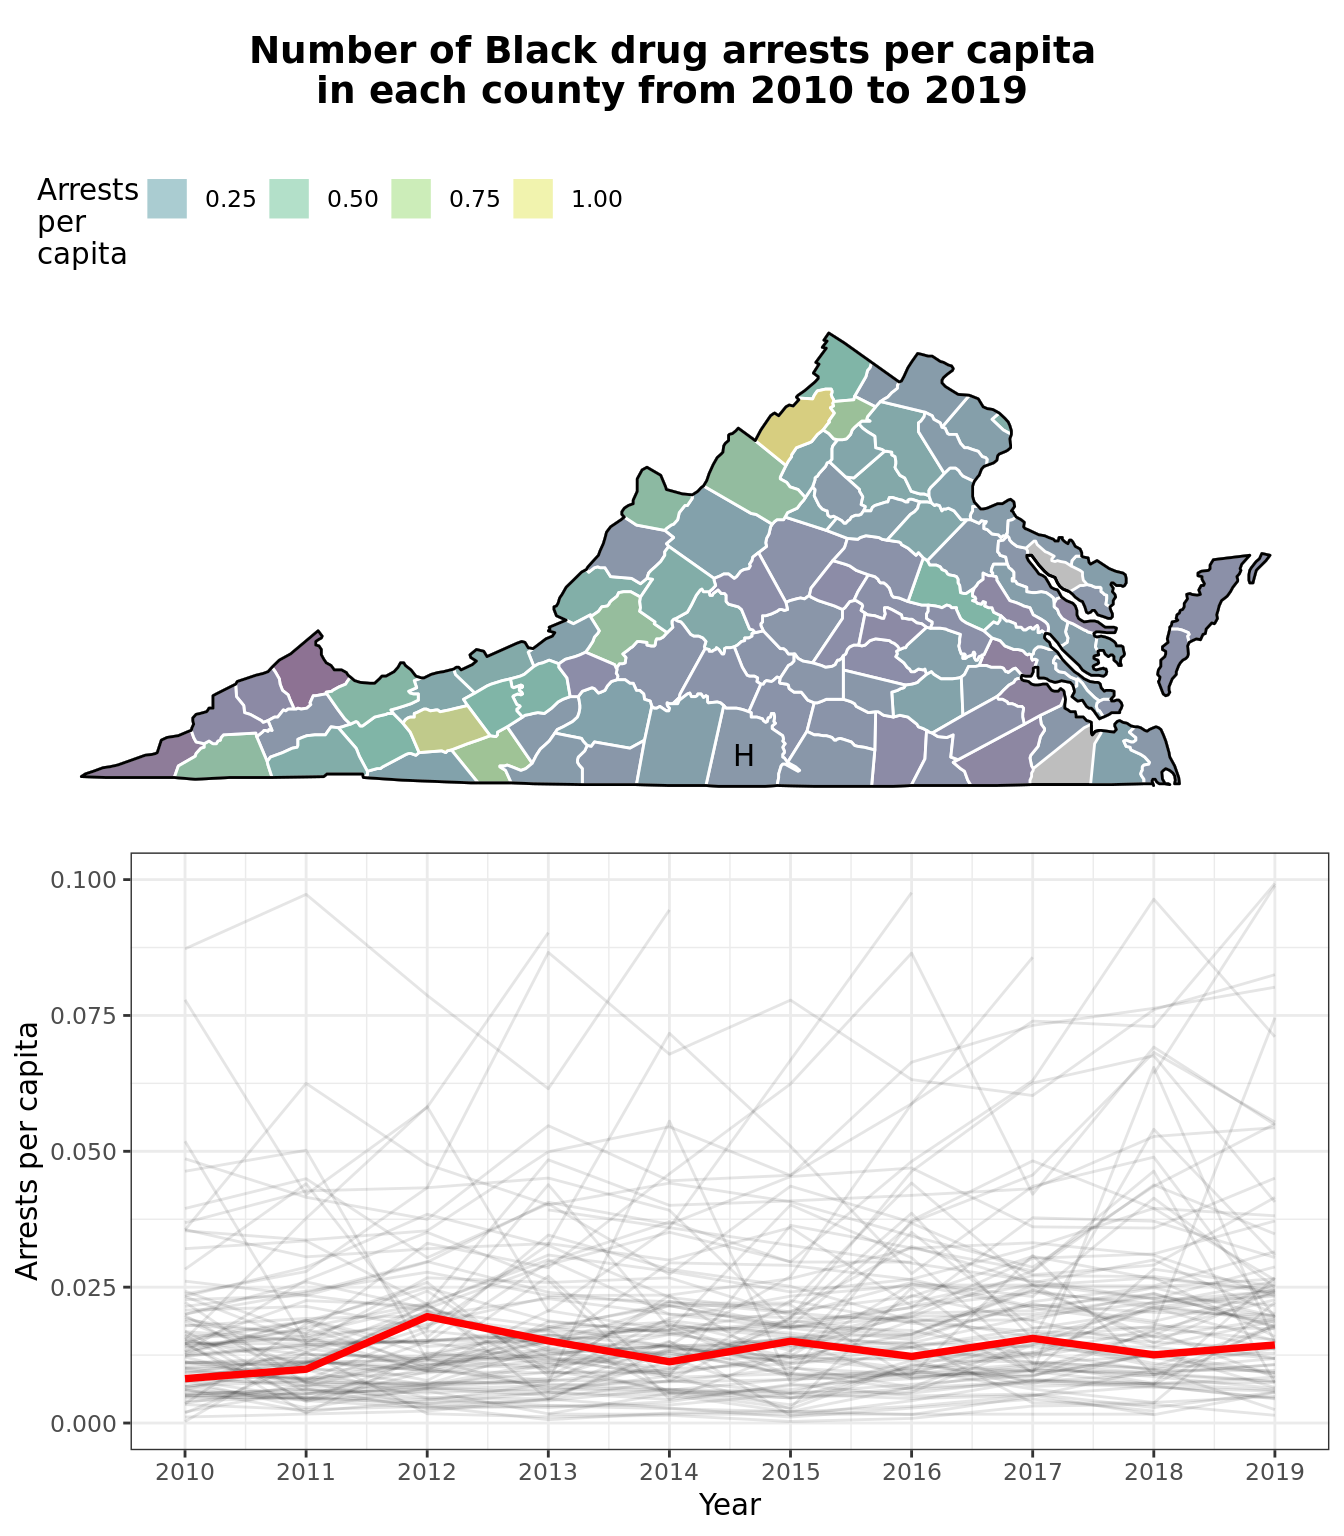 Number of Black drug arrests per capita
in each county from 2010 to 2019
Arrests
per
capita
0.25 0.50 0.75 1.00
H
0.100
0.075
0.050
0.025
0.000
Arrests per capita
2010 2011 2012 2013 2014 2015 2016 2017 2018 2019
Year